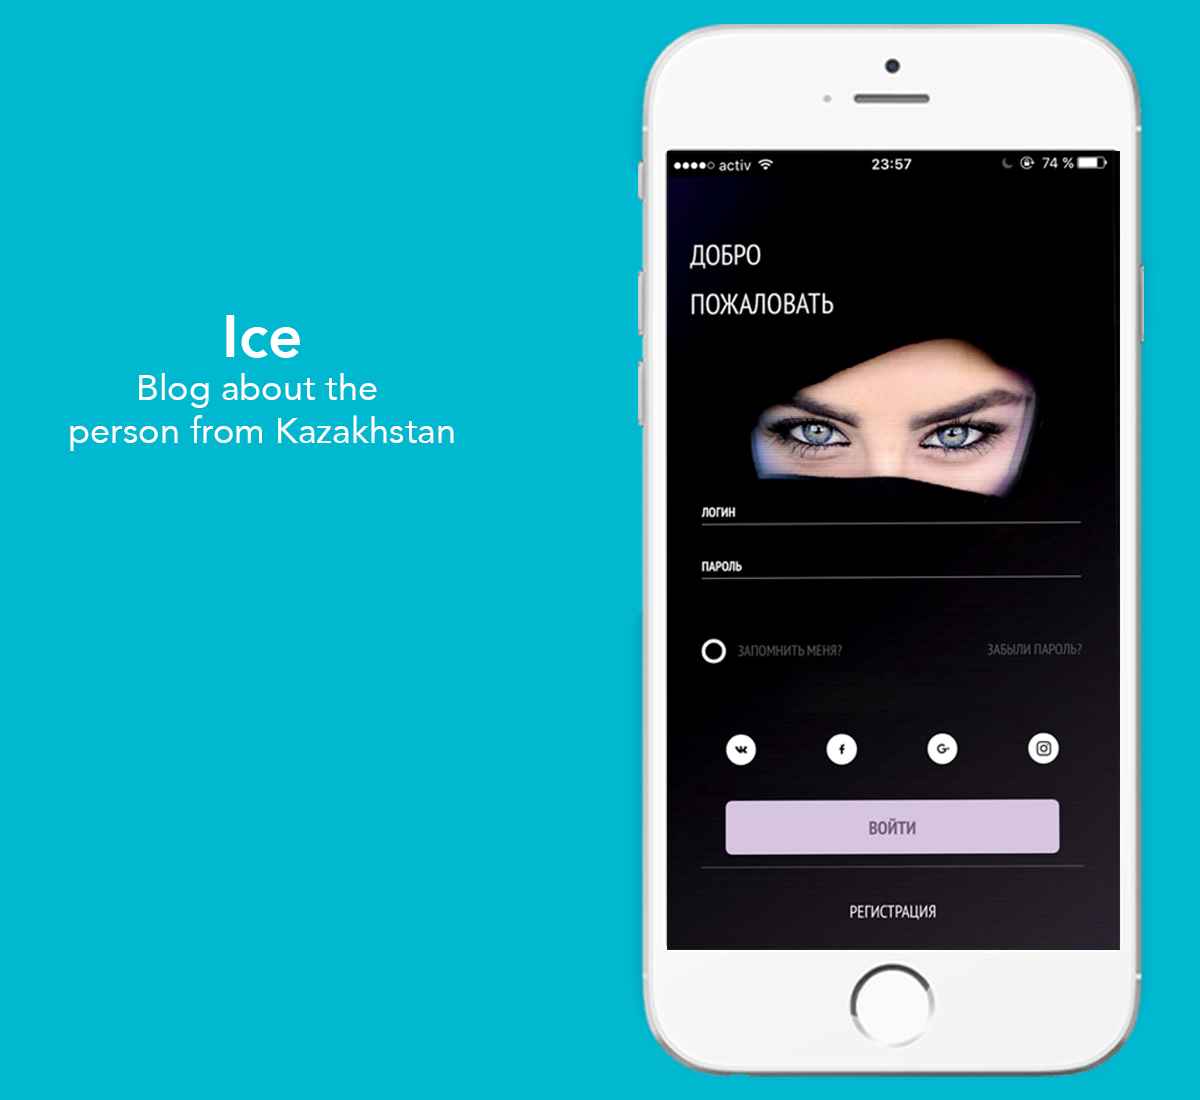 Ice
Blog about the
person from Kazakhstan
activ 23:57 74 %
ДОБРО
ПОЖАЛОВАТЬ
ЛОГИН
ПАРОЛЬ
ЗАПОМНИТЬ МЕНЯ? ЗАБЫЛИ ПАРОЛЬ?
ВОЙТИ
РЕГИСТРАЦИЯ